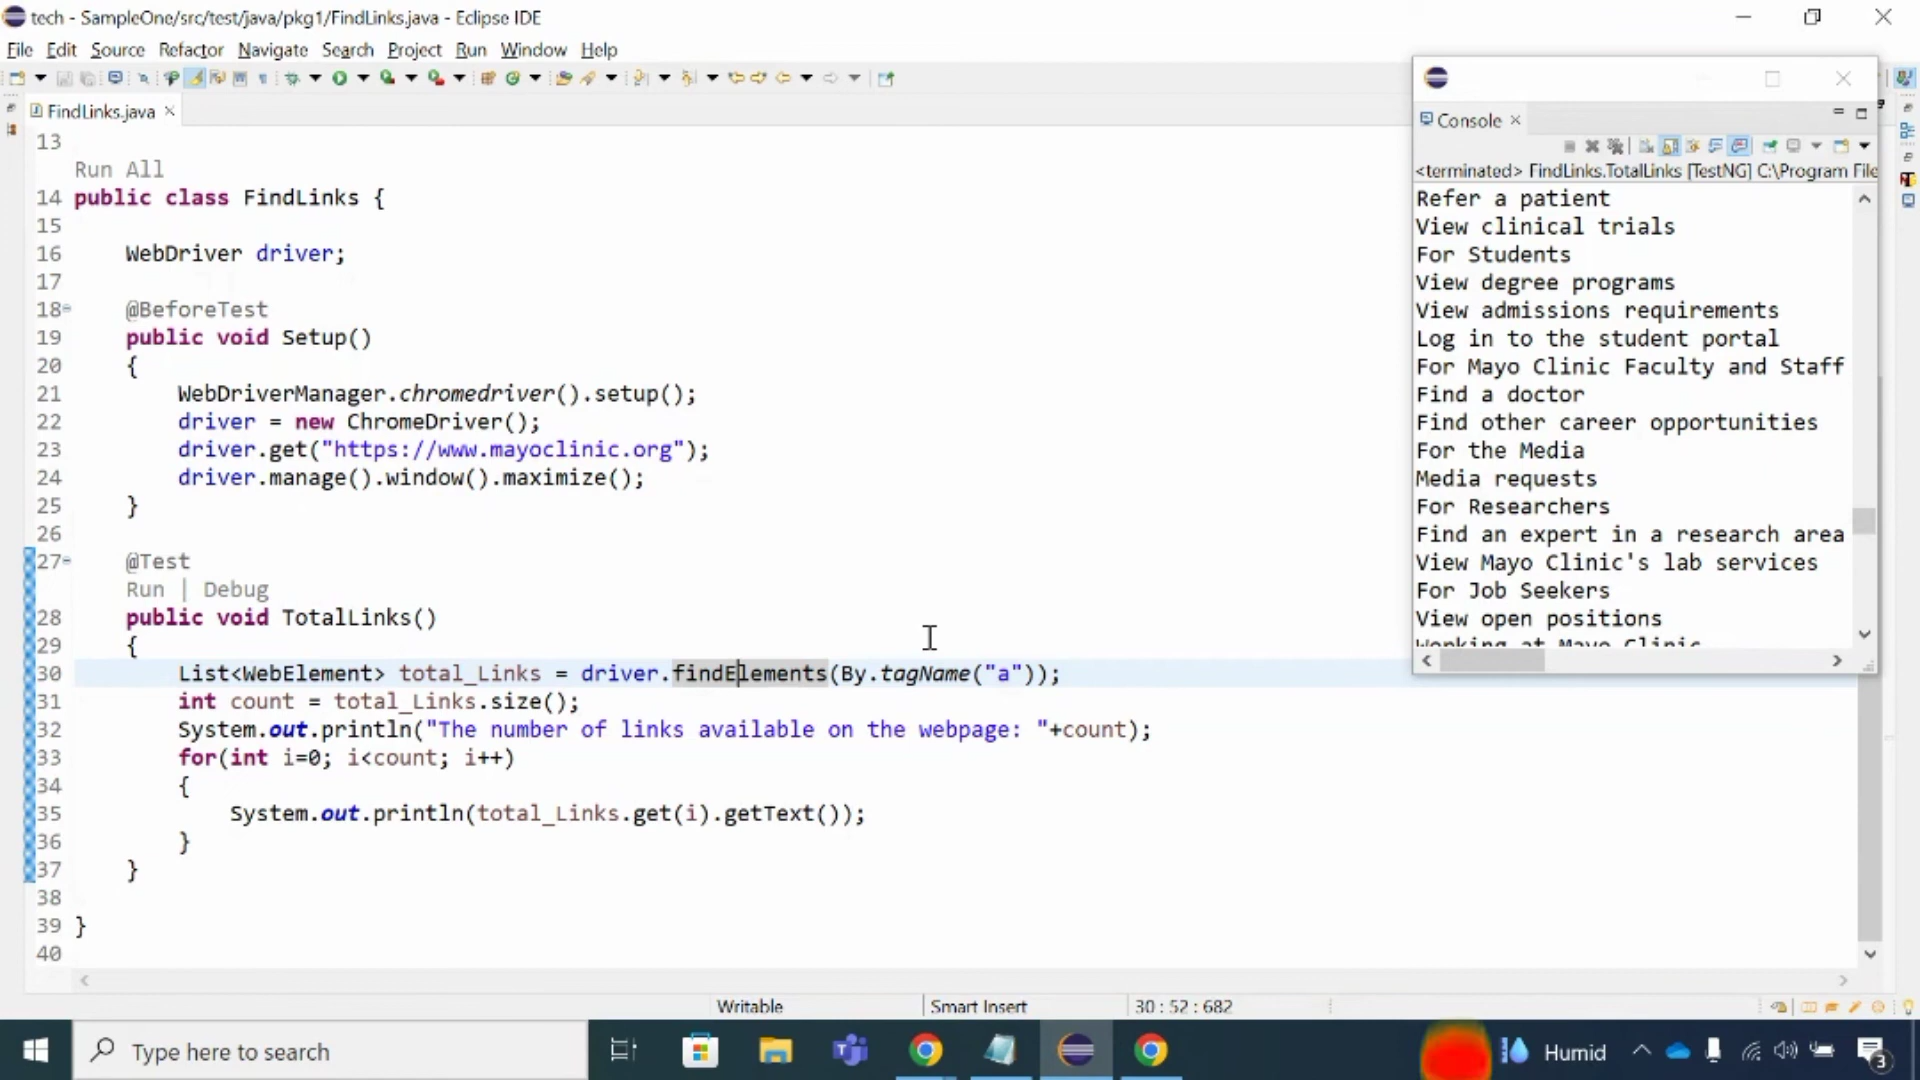 tech - SampleOne/src/test/java/pkg1/FindLinks.java - Eclipse IDE
File Edit Source Refactor Navigate Search Project Run Window Help
FindLinks.java
13
Run All
14 public class FindLinks {
15
16 WebDriver driver;
17
18 @BeforeTest
19 public void Setup()
20 {
21 WebDriverManager.chromedriver().setup();
22 driver = new ChromeDriver();
23 driver.get("https://www.mayoclinic.org");
24 driver.manage().window().maximize();
25 }
26
27 @Test
Run | Debug
28 public void TotalLinks()
29 {
30 List<WebElement> total_Links = driver.findElements(By.tagName("a"));
31 int count = total_Links.size();
32 System.out.println("The number of links available on the webpage: "+count);
33 for(int i=0; i<count; i++)
34 {
35 System.out.println(total_Links.get(i).getText());
36 }
37 }
38
39 }
40
Console
<terminated> FindLinks.TotalLinks [TestNG] C:\Program File
Refer a patient
View clinical trials
For Students
View degree programs
View admissions requirements
Log in to the student portal
For Mayo Clinic Faculty and Staff
Find a doctor
Find other career opportunities
For the Media
Media requests
For Researchers
Find an expert in a research area
View Mayo Clinic's lab services
For Job Seekers
View open positions
Working at Mayo Clinic
Writable Smart Insert 30 : 52 : 682
Type here to search
Humid
3